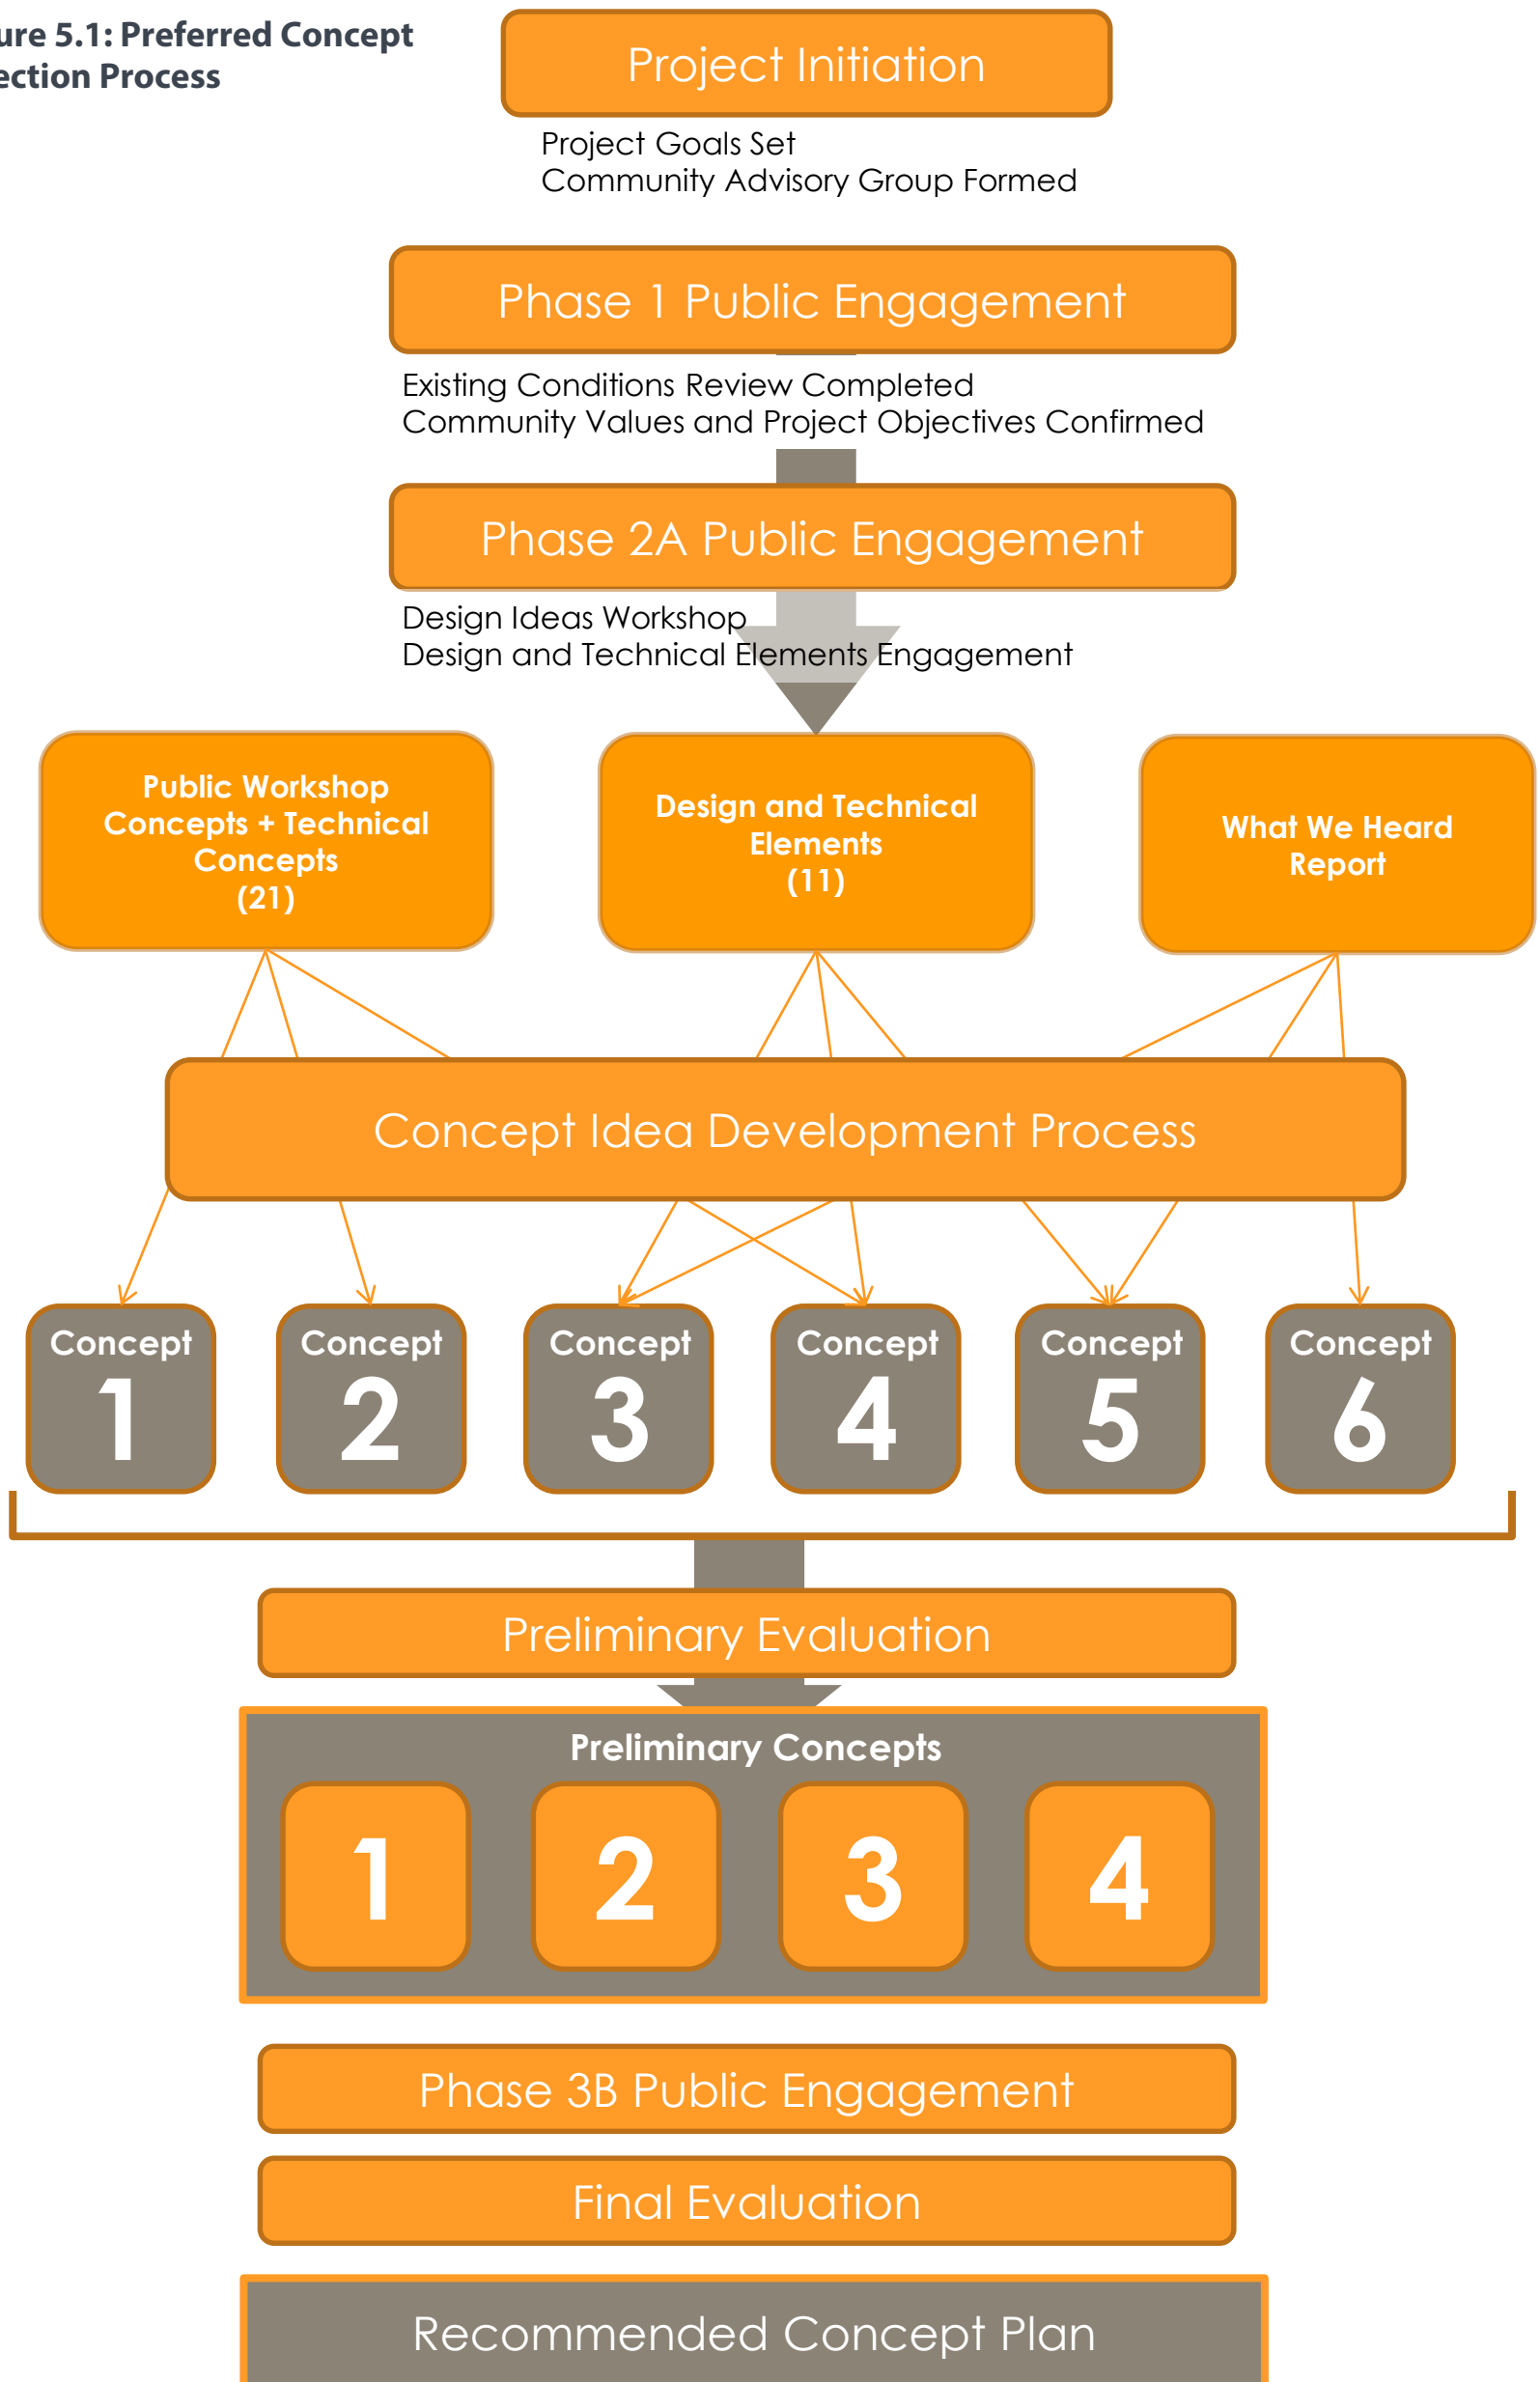 ure 5.1: Preferred Concept
ection Process
Project Initiation
Project Goals Set
Community Advisory Group Formed
Phase 1 Public Engagement
Existing Conditions Review Completed
Community Values and Project Objectives Confirmed
Phase 2A Public Engagement
Design Ideas Workshop
Design and Technical Elements Engagement
Public Workshop
Concepts + Technical
Concepts
(21)
Design and Technical
Elements
(11)
What We Heard
Report
Concept Idea Development Process
Concept
1
Concept
2
Concept
3
Concept
4
Concept
5
Concept
6
Preliminary Evaluation
Preliminary Concepts
1
2
3
4
Phase 3B Public Engagement
Final Evaluation
Recommended Concept Plan